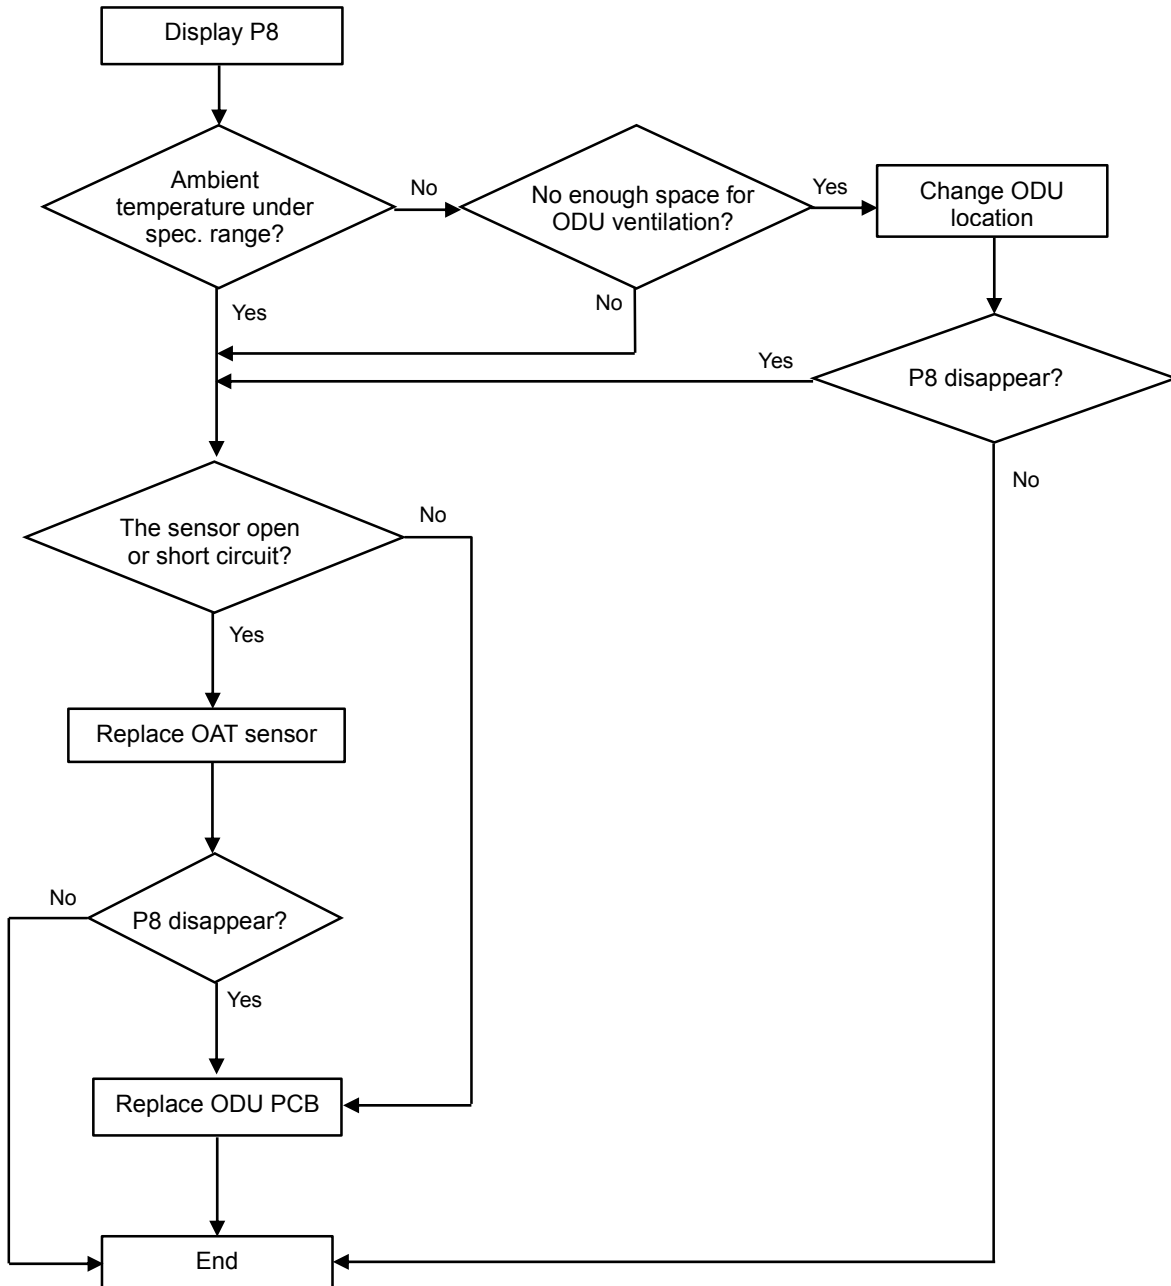 Display P8
Ambient
temperature under
spec. range?
No
No enough space for
ODU ventilation?
Yes
Change ODU
location
Yes
No
Yes
P8 disappear?
No
The sensor open
or short circuit?
No
Yes
Replace OAT sensor
No
P8 disappear?
Yes
Replace ODU PCB
End